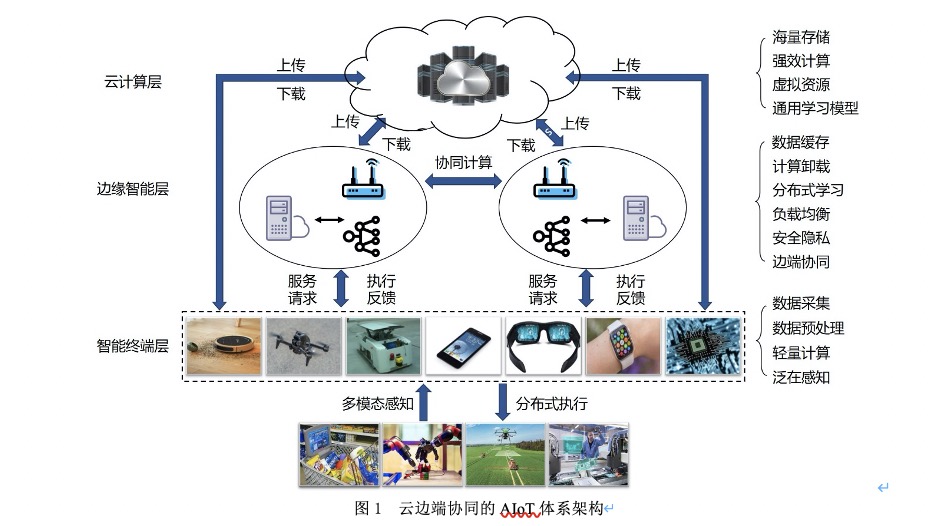 上传
下载
上传
下载
云计算层
海量存储
强效计算
虚拟资源
通用学习模型
上传
下载
上传
下载
协同计算
边缘智能层
数据缓存
计算卸载
分布式学习
负载均衡
安全隐私
边端协同
服务
请求
执行
反馈
服务
请求
执行
反馈
智能终端层
数据采集
数据预处理
轻量计算
泛在感知
多模态感知
分布式执行
图 1 云边端协同的 AIoT 体系架构